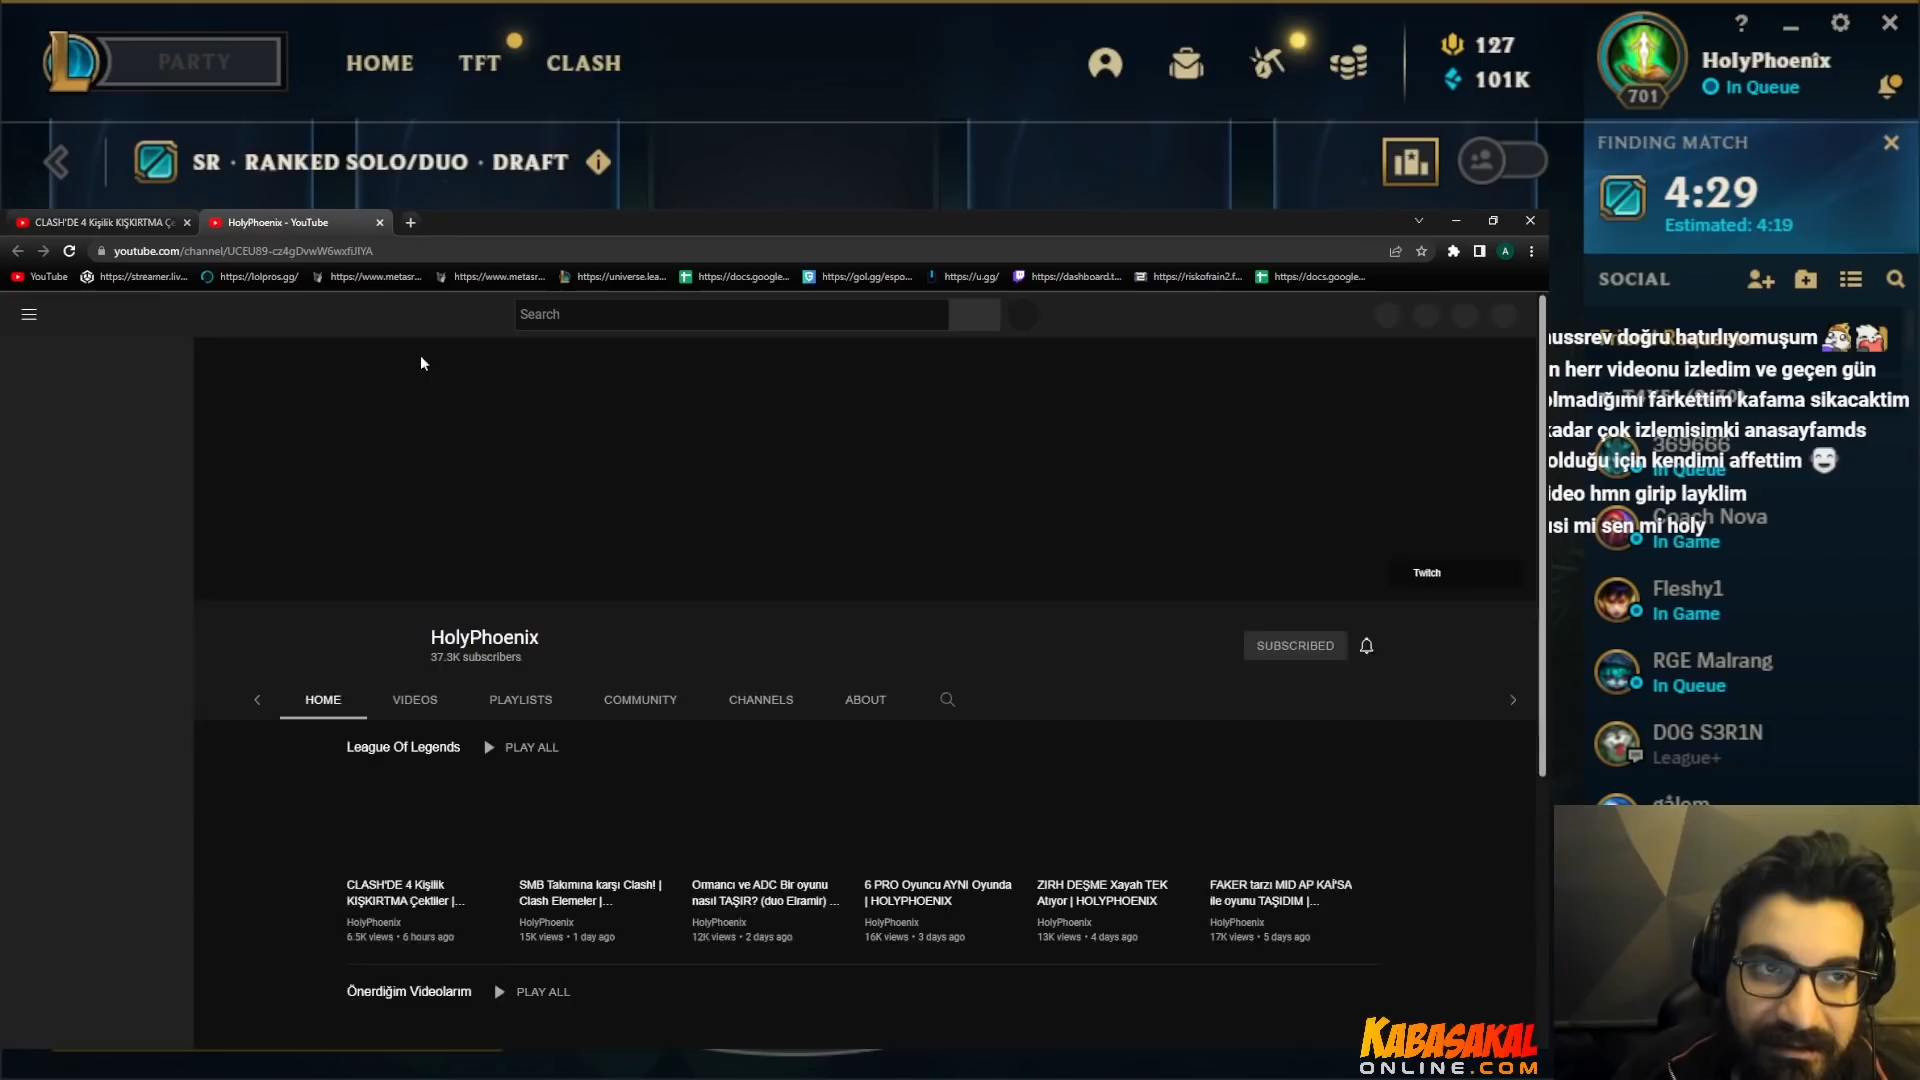 PARTY
HOME
TFT
CLASH
127
101K
701
?
HolyPhoenix
In Queue
SR · RANKED SOLO/DUO · DRAFT
FINDING MATCH
4:29
Estimated: 4:19
CLASH'DE 4 Kişilik KIŞKIRTMA Çe
HolyPhoenix - YouTube
youtube.com/channel/UCEU89-cz4gDvwW6wxfiJIYA
A
YouTube
https://streamer.liv...
https://lolpros.gg/
https://www.metasr...
https://www.metasr...
https://universe.lea...
https://docs.google...
https://gol.gg/espo...
https://u.gg/
https://dashboard.t...
https://riskofrain2.f...
https://docs.google...
SOCIAL
Search
ussrev doğru hatırlıyomuşum
n herr videonu izledim ve geçen gün
olmadığımı farkettim kafama sikacaktim
kadar çok izlemişimki anasayfamds
olduğu için kendimi affettim
ideo hmn girip layklim
si mi sen mi holy
369666
In Queue
Coach Nova
In Game
Fleshy1
In Game
RGE Malrang
In Queue
D0G S3R1N
League+
Twitch
HolyPhoenix
37.3K subscribers
SUBSCRIBED
HOME
VIDEOS
PLAYLISTS
COMMUNITY
CHANNELS
ABOUT
League Of Legends
PLAY ALL
CLASH'DE 4 Kişilik
KIŞKIRTMA Çektiler |...
HolyPhoenix
6.5K views • 6 hours ago
SMB Takımına karşı Clash! |
Clash Elemeler |...
HolyPhoenix
15K views • 1 day ago
Ormancı ve ADC Bir oyunu
nasıl TAŞIR? (duo Elramir) ...
HolyPhoenix
12K views • 2 days ago
6 PRO Oyuncu AYNI Oyunda
| HOLYPHOENIX
HolyPhoenix
16K views • 3 days ago
ZIRH DEŞME Xayah TEK
Atıyor | HOLYPHOENIX
HolyPhoenix
13K views • 4 days ago
FAKER tarzı MID AP KAİ'SA
ile oyunu TAŞIDIM |...
HolyPhoenix
17K views • 5 days ago
Önerdiğim Videolarım
PLAY ALL
KABASAKAL
ONLINE.COM